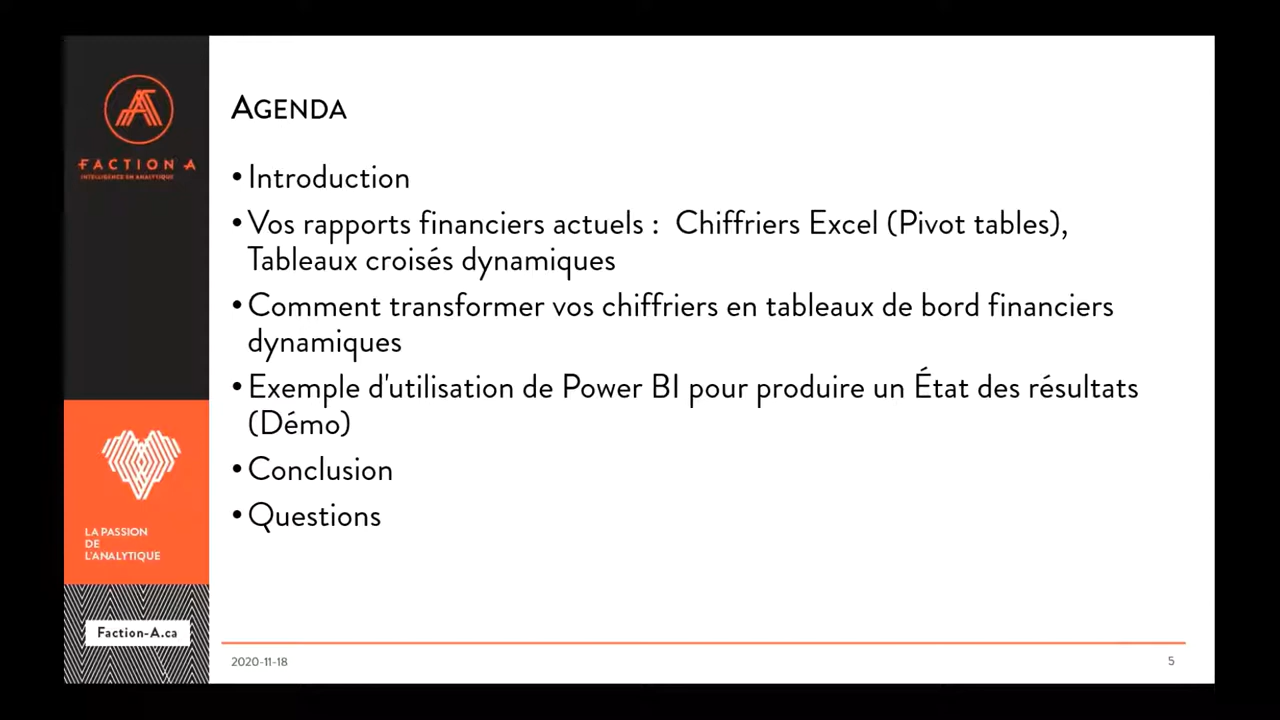 FACTION A
INTELLIGENCE EN ANALYTIQUE
LA PASSION
DE
L'ANALYTIQUE
Faction-A.ca
AGENDA
• Introduction
• Vos rapports financiers actuels :  Chiffriers Excel (Pivot tables),
Tableaux croisés dynamiques
• Comment transformer vos chiffriers en tableaux de bord financiers
dynamiques
• Exemple d'utilisation de Power BI pour produire un État des résultats
(Démo)
• Conclusion
• Questions
2020-11-18
5